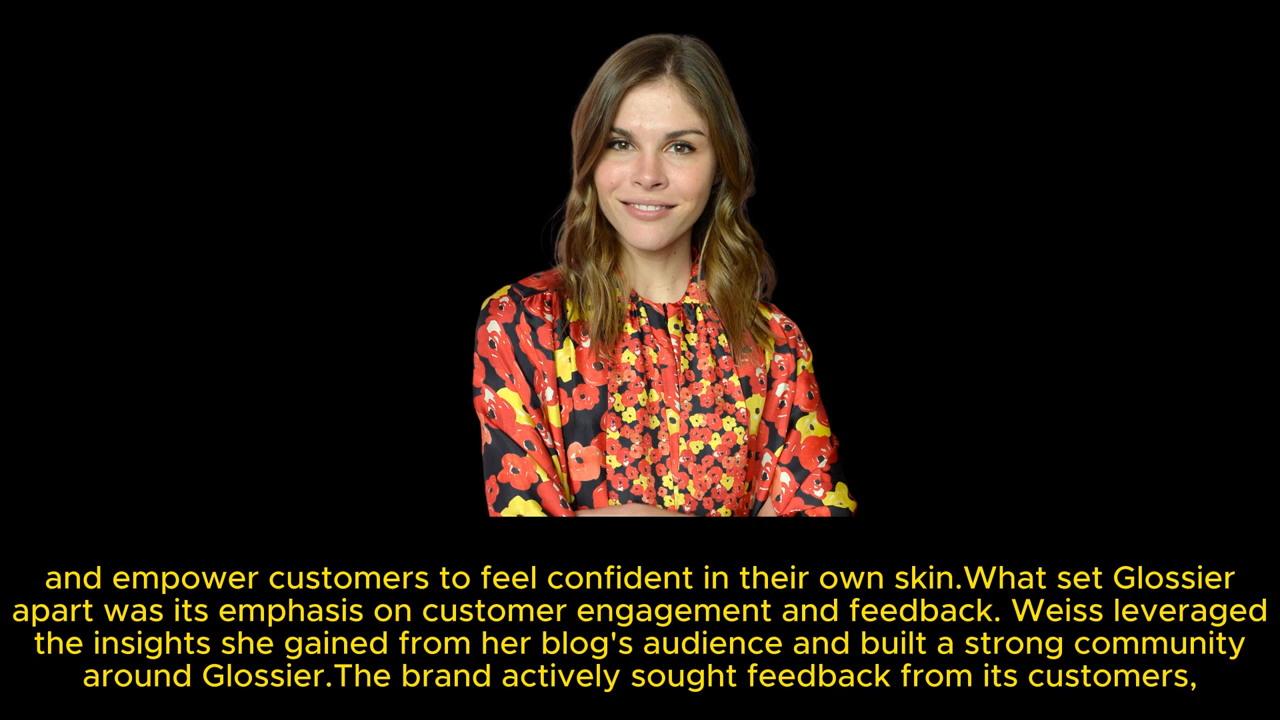 and empower customers to feel confident in their own skin.What set Glossier
apart was its emphasis on customer engagement and feedback. Weiss leveraged
the insights she gained from her blog's audience and built a strong community
around Glossier.The brand actively sought feedback from its customers,